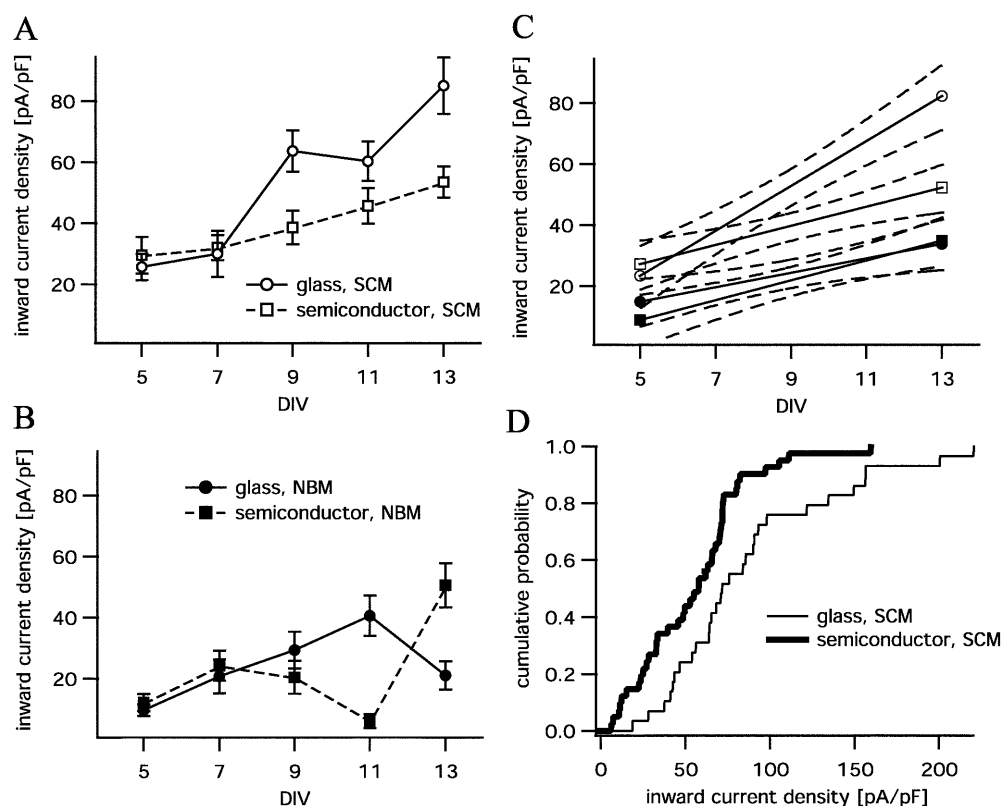 A
inward current density [pA/pF]
80
60
40
20
5 7 9 11 13
DIV
glass, SCM
semiconductor, SCM
B
inward current density [pA/pF]
80
60
40
20
5 7 9 11 13
DIV
glass, NBM
semiconductor, NBM
C
inward current density [pA/pF]
80
60
40
20
5 7 9 11 13
DIV
D
cumulative probability
1.0
0.8
0.6
0.4
0.2
0.0
0 50 100 150 200
inward current density [pA/pF]
glass, SCM
semiconductor, SCM